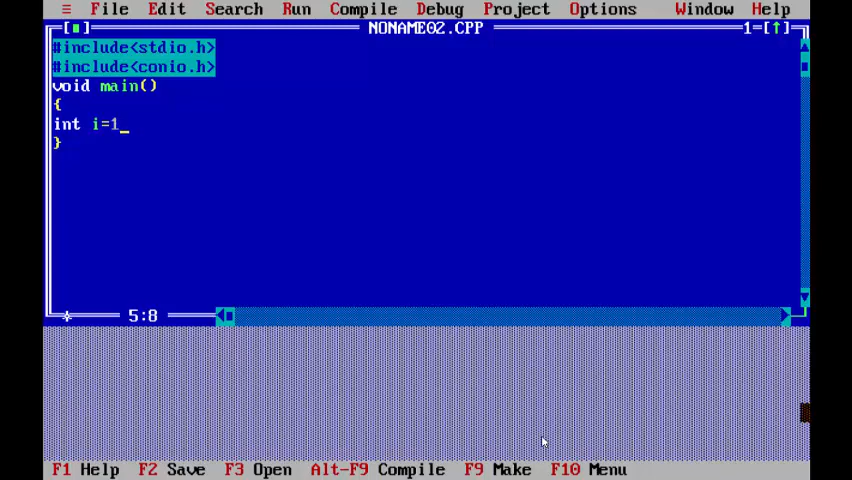 ≡ File Edit Search Run Compile Debug Project Options Window Help
[■] NONAME02.CPP 1=[↑]
#include<stdio.h>
#include<conio.h>
void main()
{
int i=1_
}
5:8
F1 Help F2 Save F3 Open Alt-F9 Compile F9 Make F10 Menu